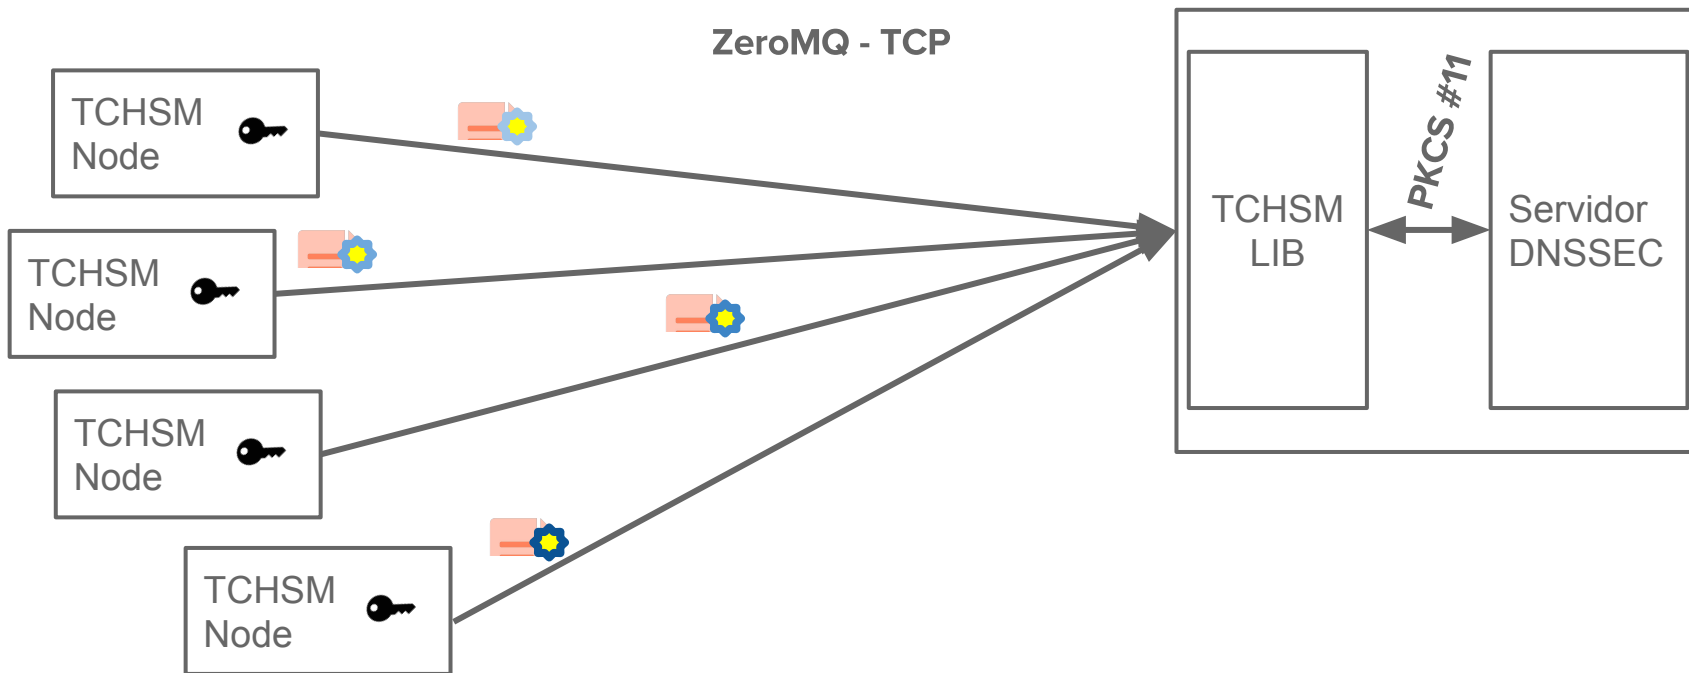 ZeroMQ - TCP
TCHSM
Node
TCHSM
Node
TCHSM
Node
TCHSM
Node
TCHSM
LIB
PKCS #11
Servidor
DNSSEC